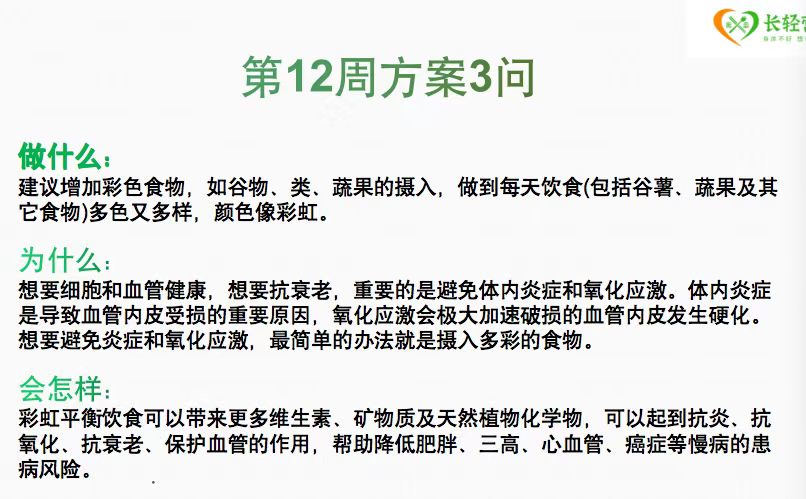 长轻营
身体不好 想
第12周方案3问
做什么：
建议增加彩色食物，如谷物、类、蔬果的摄入，做到每天饮食(包括谷薯、蔬果及其
它食物)多色又多样，颜色像彩虹。
为什么：
想要细胞和血管健康，想要抗衰老，重要的是避免体内炎症和氧化应激。体内炎症
是导致血管内皮受损的重要原因，氧化应激会极大加速破损的血管内皮发生硬化。
想要避免炎症和氧化应激，最简单的办法就是摄入多彩的食物。
会怎样：
彩虹平衡饮食可以带来更多维生素、矿物质及天然植物化学物，可以起到抗炎、抗
氧化、抗衰老、保护血管的作用，帮助降低肥胖、三高、心血管、癌症等慢病的患
病风险。